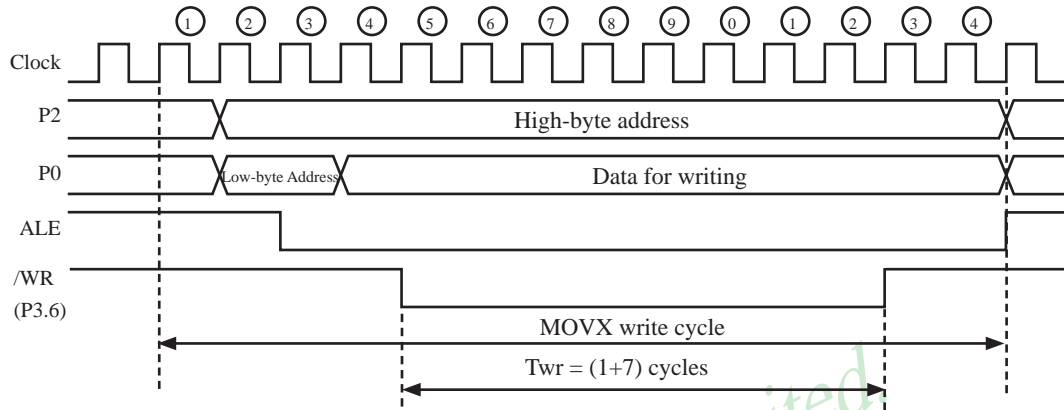 1 2 3 4 5 6 7 8 9 0 1 2 3 4
Clock
P2 High-byte address
P0 Low-byte Address Data for writing
ALE
/WR
(P3.6)
MOVX write cycle
Twr = (1+7) cycles